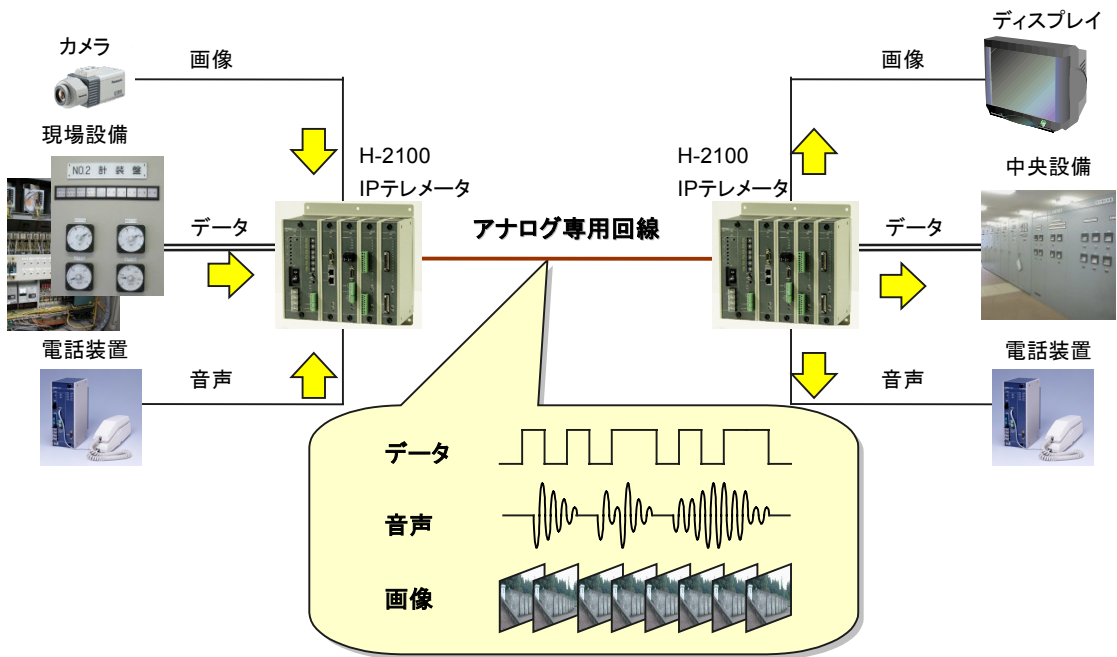 ディスプレイ
カメラ
画像
画像
現場設備
H-2100
IPテレメータ
H-2100
IPテレメータ
中央設備
NO.2 計装盤
データ
アナログ専用回線
データ
電話装置
音声
音声
電話装置
データ
音声
画像